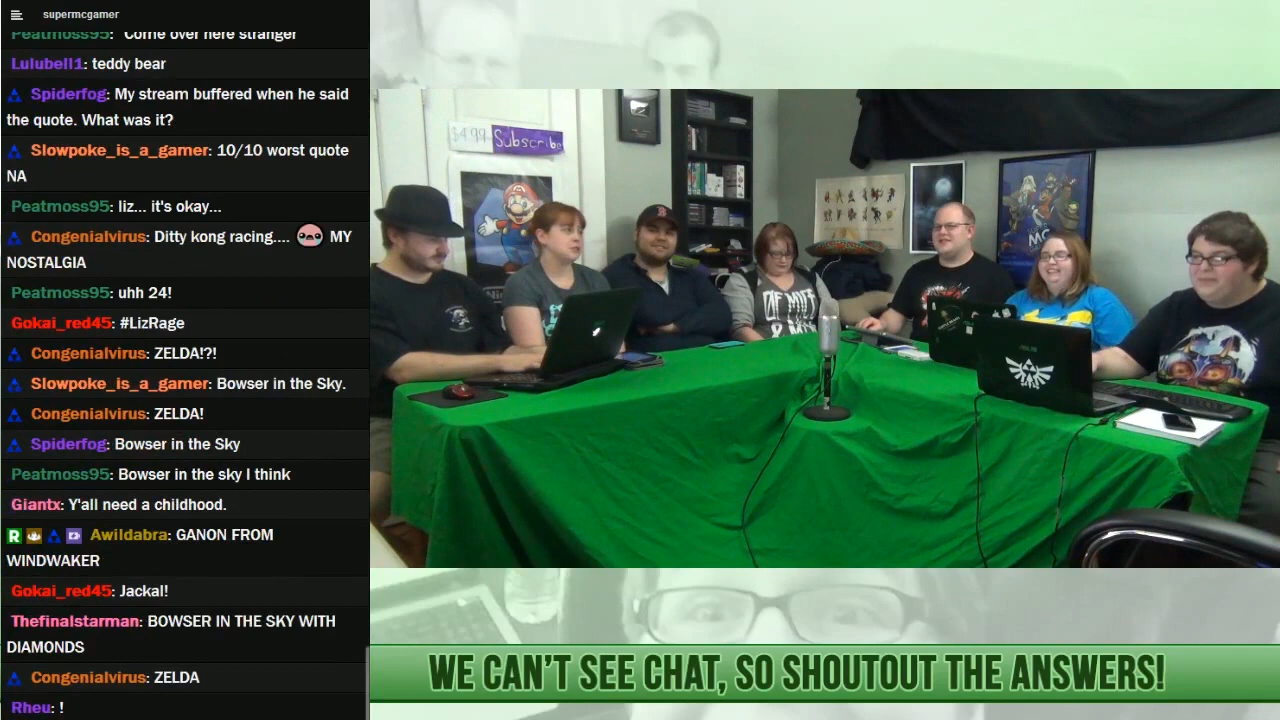 supermcgamer
Peatmoss95: Come over here stranger
Lulubell1: teddy bear
Spiderfog: My stream buffered when he said
the quote. What was it?
Slowpoke_is_a_gamer: 10/10 worst quote
NA
Peatmoss95: liz... it's okay...
Congenialvirus: Ditty kong racing.... MY
NOSTALGIA
Peatmoss95: uhh 24!
Gokai_red45: #LizRage
Congenialvirus: ZELDA!?!
Slowpoke_is_a_gamer: Bowser in the Sky.
Congenialvirus: ZELDA!
Spiderfog: Bowser in the Sky
Peatmoss95: Bowser in the sky I think
Giantx: Y'all need a childhood.
R Awildabra: GANON FROM
WINDWAKER
Gokai_red45: Jackal!
Thefinalstarman: BOWSER IN THE SKY WITH
DIAMONDS
Congenialvirus: ZELDA
Rheu: !
$4.99 Subscribe
WE CAN'T SEE CHAT, SO SHOUTOUT THE ANSWERS!